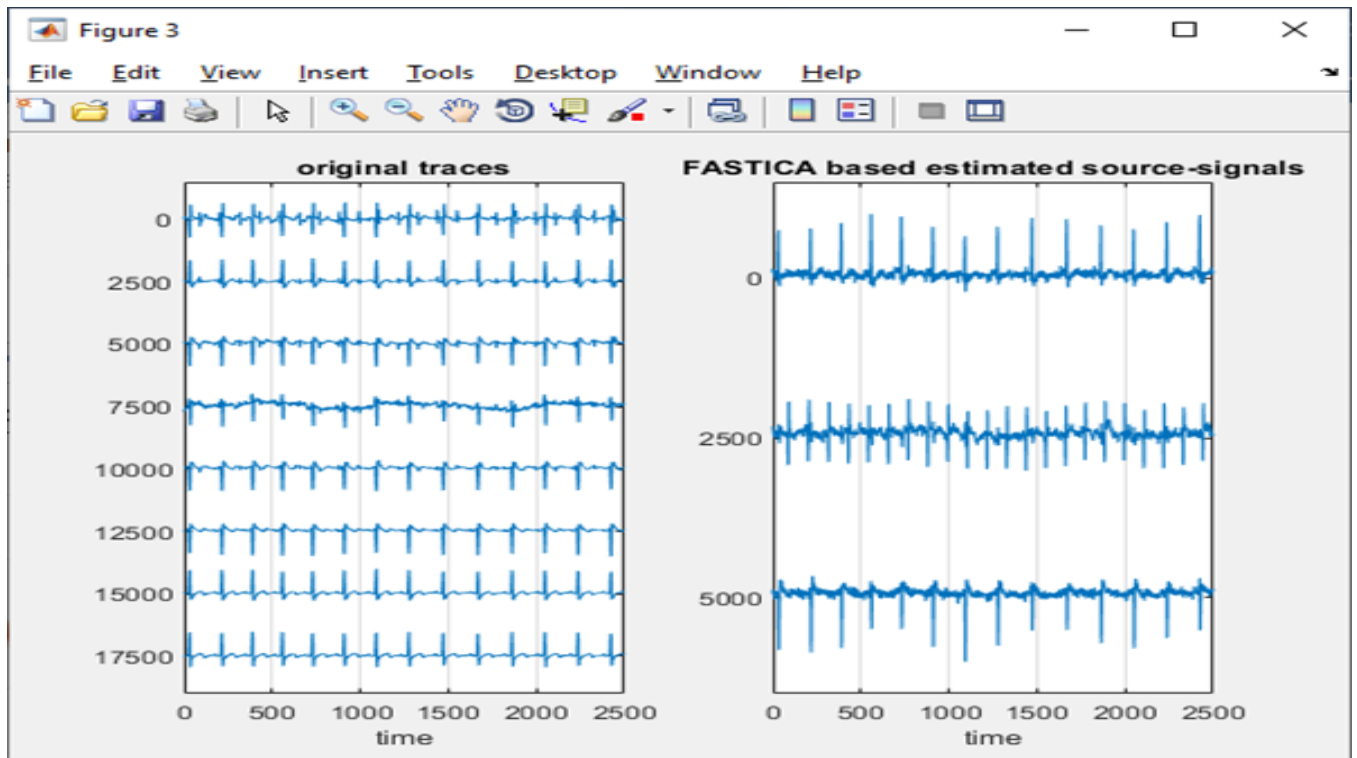 Figure 3
File Edit View Insert Tools Desktop Window Help
original traces
0
2500
5000
7500
10000
12500
15000
17500
0 500 1000 1500 2000 2500
time
FASTICA based estimated source-signals
0
2500
5000
0 500 1000 1500 2000 2500
time